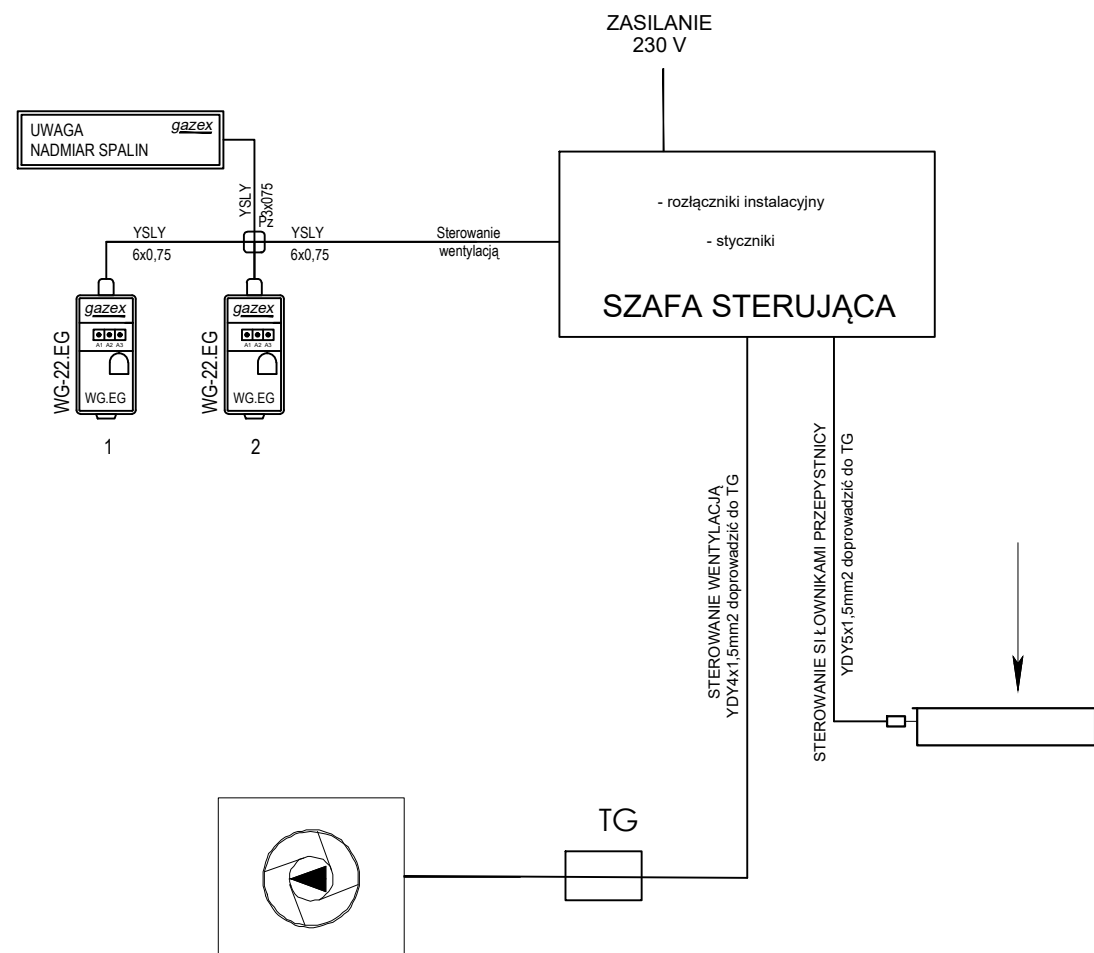 ZASILANIE
230 V
UWAGA
gazex
NADMIAR SPALIN
YSLY
P3x075
z
YSLY
6x0,75
YSLY
6x0,75
Sterowanie
wentylacją
- rozłączniki instalacyjny
- styczniki
SZAFA STERUJĄCA
gazex
A1 A2 A3
WG.EG
WG-22.EG
1
gazex
A1 A2 A3
WG.EG
WG-22.EG
2
STEROWANIE WENTYLACJĄ
YDY4x1,5mm2 doprowadzić do TG
STEROWANIE SI ŁOWNIKAMI PRZEPYSTNICY
YDY5x1,5mm2 doprowadzić do TG
TG